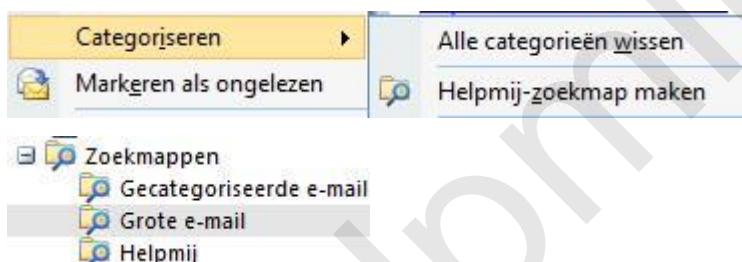 Categoriseren
Alle categorieën wissen
Markeren als ongelezen
Helpmij-zoekmap maken
Zoekmappen
Gecategoriseerde e-mail
Grote e-mail
Helpmij